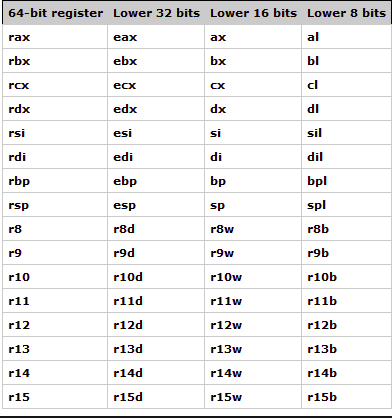 64-bit register Lower 32 bits Lower 16 bits Lower 8 bits
rax eax ax al
rbx ebx bx bl
rcx ecx cx cl
rdx edx dx dl
rsi esi si sil
rdi edi di dil
rbp ebp bp bpl
rsp esp sp spl
r8 r8d r8w r8b
r9 r9d r9w r9b
r10 r10d r10w r10b
r11 r11d r11w r11b
r12 r12d r12w r12b
r13 r13d r13w r13b
r14 r14d r14w r14b
r15 r15d r15w r15b